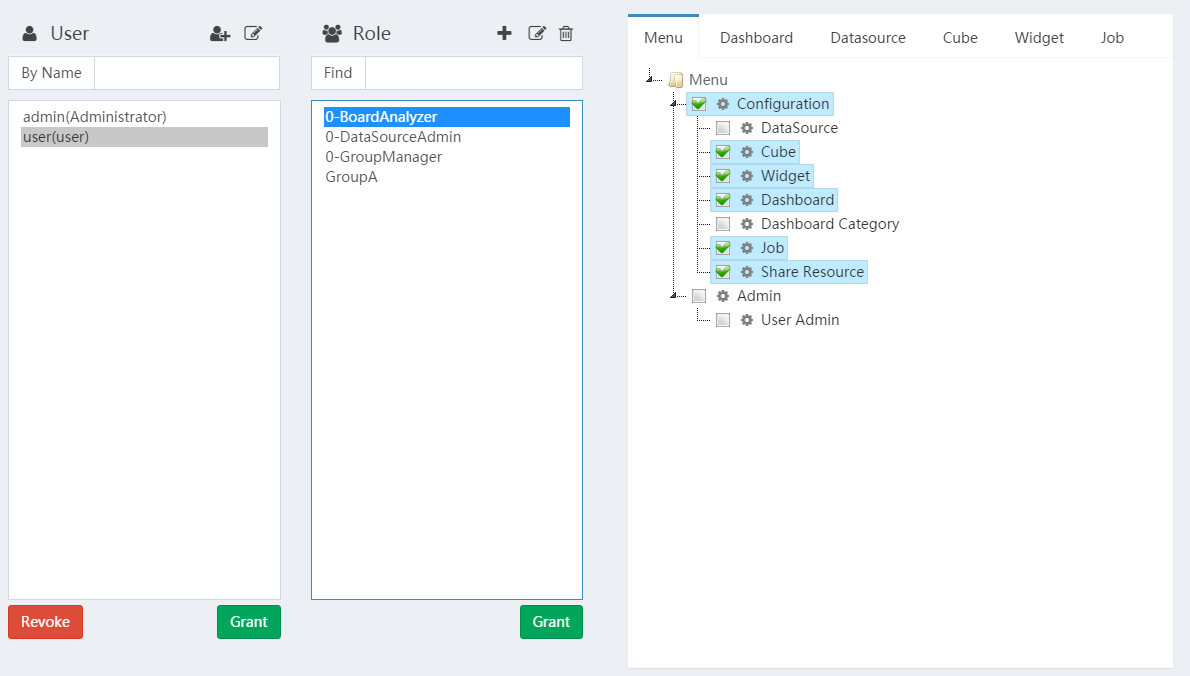 User
Role
Menu Dashboard Datasource Cube Widget Job
By Name
Find
admin(Administrator)
user(user)
0-BoardAnalyzer
0-DataSourceAdmin
0-GroupManager
GroupA
Menu
Configuration
DataSource
Cube
Widget
Dashboard
Dashboard Category
Job
Share Resource
Admin
User Admin
Revoke
Grant
Grant